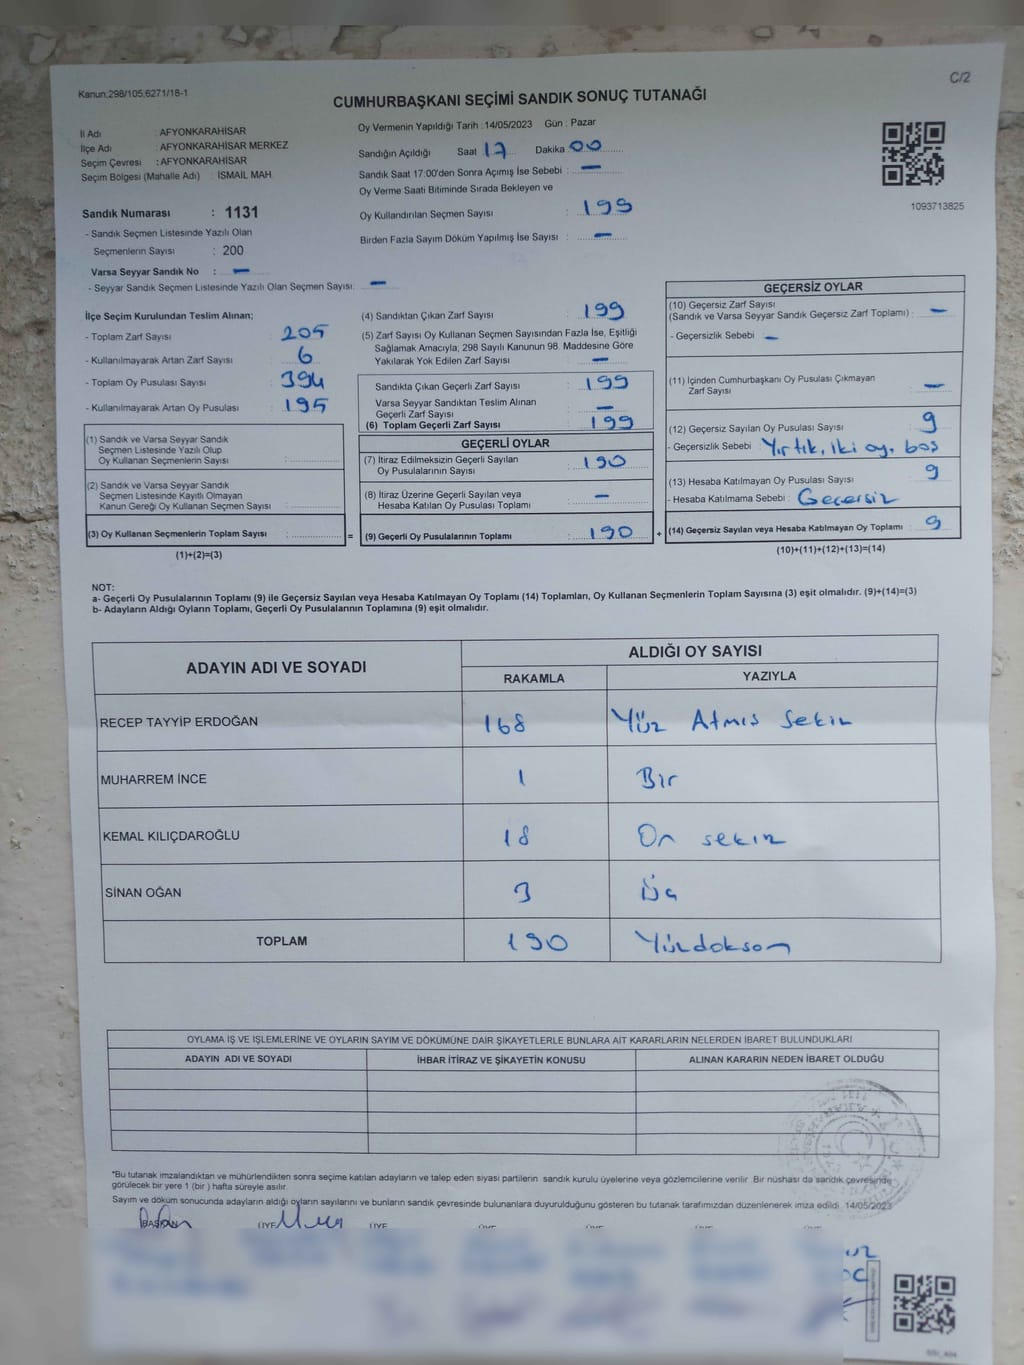 C/2
Kanun:298/105,6271/18-1
CUMHURBAŞKANI SEÇİMİ SANDIK SONUÇ TUTANAĞI
İl Adı : AFYONKARAHİSAR
İlçe Adı : AFYONKARAHİSAR MERKEZ
Seçim Çevresi : AFYONKARAHİSAR
Seçim Bölgesi (Mahalle Adı) : İSMAİL MAH.
Oy Vermenin Yapıldığı Tarih :14/05/2023 Gün : Pazar
Sandığın Açıldığı Saat 17 Dakika 00
Sandık Saat 17:00'den Sonra Açımış İse Sebebi : —
Oy Verme Saati Bitiminde Sırada Bekleyen ve
Oy Kullandırılan Seçmen Sayısı : 199
Birden Fazla Sayım Döküm Yapılmış İse Sayısı : —
1093713825
Sandık Numarası : 1131
- Sandık Seçmen Listesinde Yazılı Olan
Seçmenlerin Sayısı : 200
Varsa Seyyar Sandık No : —
- Seyyar Sandık Seçmen Listesinde Yazılı Olan Seçmen Sayısı: —
İlçe Seçim Kurulundan Teslim Alınan;
- Toplam Zarf Sayısı : 205
- Kullanılmayarak Artan Zarf Sayısı : 6
- Toplam Oy Pusulası Sayısı : 394
- Kullanılmayarak Artan Oy Pusulası : 195
(1) Sandık ve Varsa Seyyar Sandık
Seçmen Listesinde Yazılı Olup
Oy Kullanan Seçmenlerin Sayısı :
(2) Sandık ve Varsa Seyyar Sandık
Seçmen Listesinde Kayıtlı Olmayan
Kanun Gereği Oy Kullanan Seçmen Sayısı :
(3) Oy Kullanan Seçmenlerin Toplam Sayısı : =
(1)+(2)=(3)
(4) Sandıktan Çıkan Zarf Sayısı : 199
(5) Zarf Sayısı Oy Kullanan Seçmen Sayısından Fazla İse, Eşitliği
Sağlamak Amacıyla; 298 Sayılı Kanunun 98. Maddesine Göre
Yakılarak Yok Edilen Zarf Sayısı : —
Sandıkta Çıkan Geçerli Zarf Sayısı : 199
Varsa Seyyar Sandıktan Teslim Alınan
Geçerli Zarf Sayısı : —
(6) Toplam Geçerli Zarf Sayısı : 199
GEÇERLİ OYLAR
(7) İtiraz Edilmeksizin Geçerli Sayılan
Oy Pusulalarının Sayısı : 190
(8) İtiraz Üzerine Geçerli Sayılan veya
Hesaba Katılan Oy Pusulası Toplamı : —
(9) Geçerli Oy Pusulalarının Toplamı : 190 +
GEÇERSİZ OYLAR
(10) Geçersiz Zarf Sayısı
(Sandık ve Varsa Seyyar Sandık Geçersiz Zarf Toplamı) : —
- Geçersizlik Sebebi : —
(11) İçinden Cumhurbaşkanı Oy Pusulası Çıkmayan
Zarf Sayısı : —
(12) Geçersiz Sayılan Oy Pusulası Sayısı : 9
- Geçersizlik Sebebi : Yırtık, iki oy, boş
(13) Hesaba Katılmayan Oy Pusulası Sayısı : 9
- Hesaba Katılmama Sebebi : Geçersiz
(14) Geçersiz Sayılan veya Hesaba Katılmayan Oy Toplamı : 9
(10)+(11)+(12)+(13)=(14)
NOT:
a- Geçerli Oy Pusulalarının Toplamı (9) ile Geçersiz Sayılan veya Hesaba Katılmayan Oy Toplamı (14) Toplamları, Oy Kullanan Seçmenlerin Toplam Sayısına (3) eşit olmalıdır. (9)+(14)=(3)
b- Adayların Aldığı Oyların Toplamı, Geçerli Oy Pusulalarının Toplamına (9) eşit olmalıdır.
ADAYIN ADI VE SOYADI ALDIĞI OY SAYISI
RAKAMLA YAZIYLA
RECEP TAYYİP ERDOĞAN 168 Yüz Atmış Sekiz
MUHARREM İNCE 1 Bir
KEMAL KILIÇDAROĞLU 18 On sekiz
SİNAN OĞAN 3 Üç
TOPLAM 190 Yüzdoksan
OYLAMA İŞ VE İŞLEMLERİNE VE OYLARIN SAYIM VE DÖKÜMÜNE DAİR ŞİKAYETLERLE BUNLARA AİT KARARLARIN NELERDEN İBARET BULUNDUKLARI
ADAYIN ADI VE SOYADI İHBAR İTİRAZ VE ŞİKAYETİN KONUSU ALINAN KARARIN NEDEN İBARET OLDUĞU
*Bu tutanak imzalandıktan ve mühürlendikten sonra seçime katılan adayların ve talep eden siyasi partilerin sandık kurulu üyelerine veya gözlemcilerine verilir. Bir nüshası da sandık çevresinde
görülecek bir yere 1 (bir ) hafta süreyle asılır.
Sayım ve döküm sonucunda adayların aldığı oyların sayılarını ve bunların sandık çevresinde bulunanlara duyurulduğunu gösteren bu tutanak tarafımızdan düzenlenerek imza edildi. 14/05/2023
BAŞKAN ÜYE ÜYE